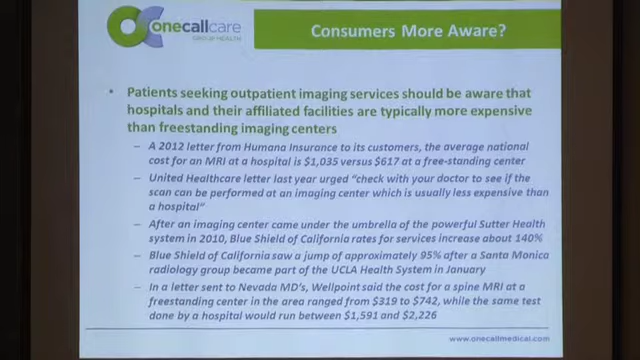 onecallcare
GROUP HEALTH
Consumers More Aware?
• Patients seeking outpatient imaging services should be aware that
hospitals and their affiliated facilities are typically more expensive
than freestanding imaging centers
– A 2012 letter from Humana Insurance to its customers, the average national
cost for an MRI at a hospital is $1,035 versus $617 at a free-standing center
– United Healthcare letter last year urged "check with your doctor to see if the
scan can be performed at an imaging center which is usually less expensive than
a hospital"
– After an imaging center came under the umbrella of the powerful Sutter Health
system in 2010, Blue Shield of California rates for services increase about 140%
– Blue Shield of California saw a jump of approximately 95% after a Santa Monica
radiology group became part of the UCLA Health System in January
– In a letter sent to Nevada MD's, Wellpoint said the cost for a spine MRI at a
freestanding center in the area ranged from $319 to $742, while the same test
done by a hospital would run between $1,591 and $2,226
www.onecallmedical.com